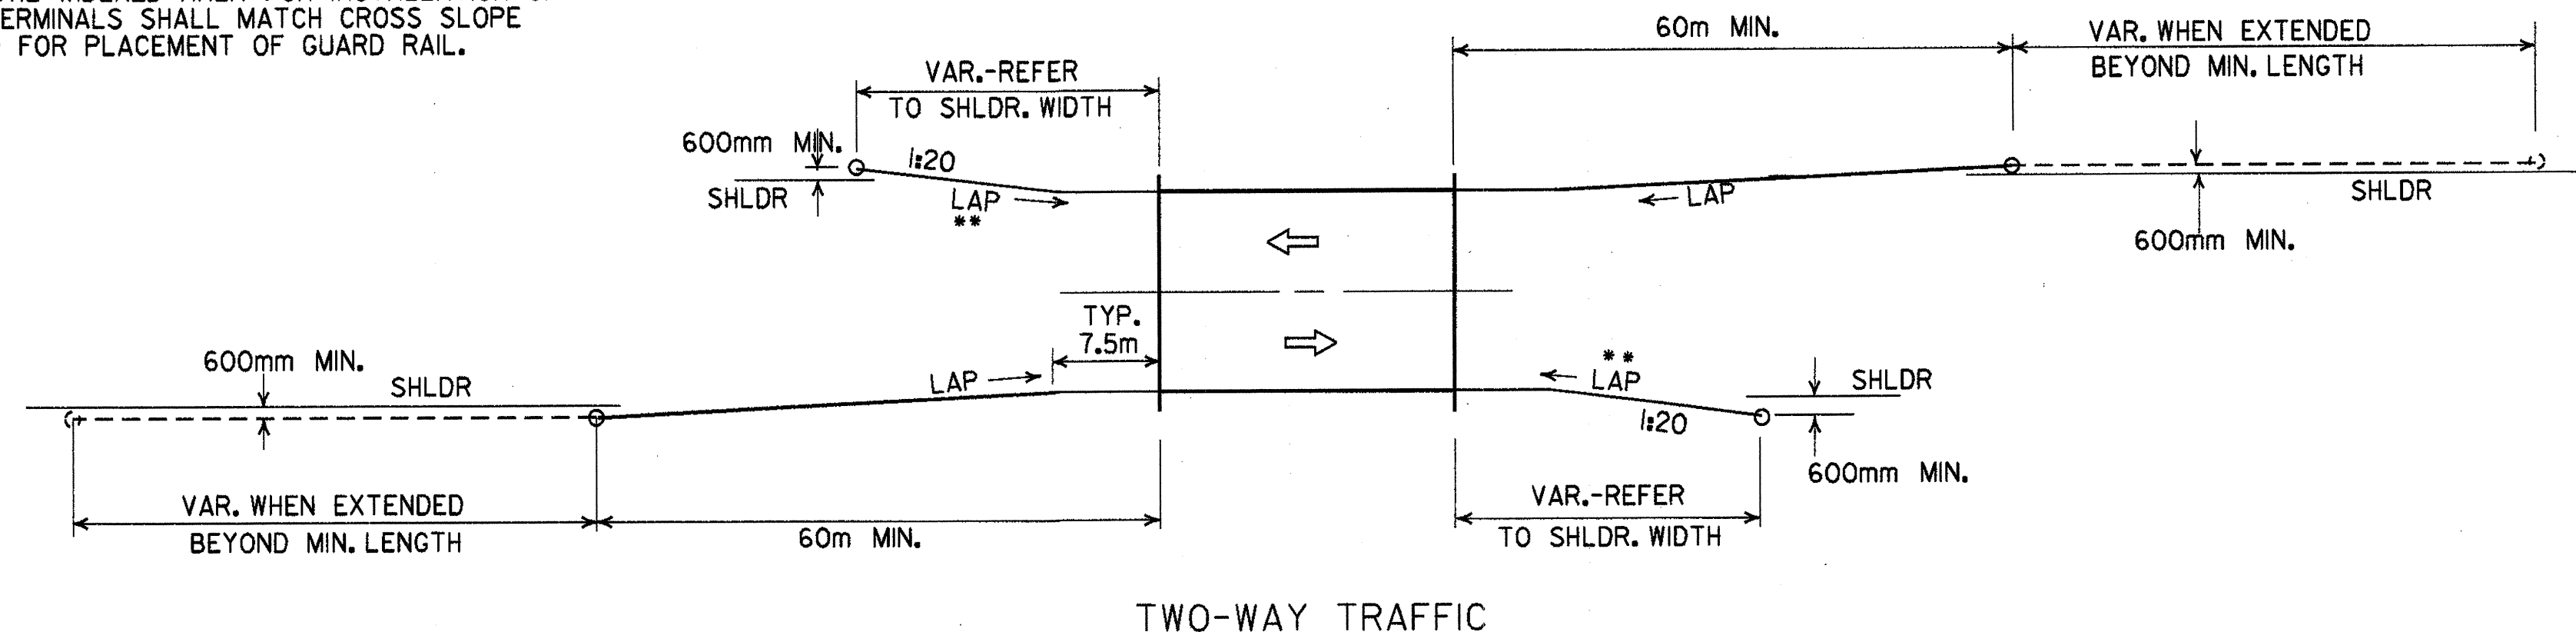 TERMINALS SHALL MATCH CROSS SLOPE
FOR PLACEMENT OF GUARD RAIL.
60m MIN.
VAR. WHEN EXTENDED
BEYOND MIN. LENGTH
VAR.-REFER
TO SHLDR. WIDTH
600mm MIN.
1:20
SHLDR
LAP
**
LAP
SHLDR
600mm MIN.
TYP.
7.5m
600mm MIN.
SHLDR
LAP
**
LAP
SHLDR
1:20
600mm MIN.
VAR. WHEN EXTENDED
BEYOND MIN. LENGTH
60m MIN.
VAR.-REFER
TO SHLDR. WIDTH
TWO-WAY TRAFFIC